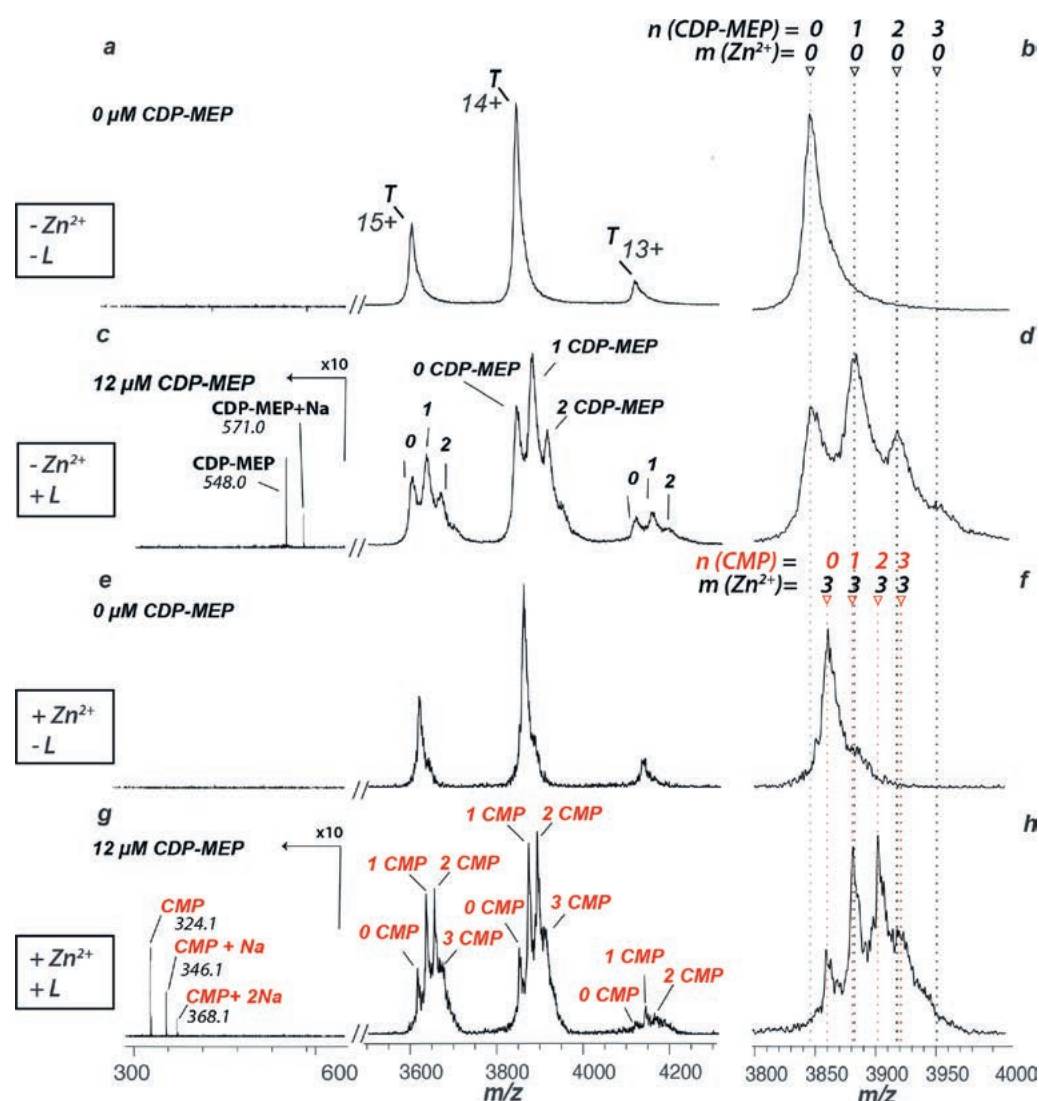 a
0 µM CDP-MEP
- Zn2+
- L
T
15+
T
14+
T
13+
b
n (CDP-MEP) = 0 1 2 3
m (Zn2+)= 0 0 0 0
c
12 µM CDP-MEP
x10
CDP-MEP+Na
571.0
CDP-MEP
548.0
- Zn2+
+ L
0 1 2
0 CDP-MEP
1 CDP-MEP
2 CDP-MEP
0 1 2
d
e
0 µM CDP-MEP
+ Zn2+
- L
n (CMP) = 0 1 2 3
m (Zn2+)= 3 3 3 3
f
g
12 µM CDP-MEP
x10
CMP
324.1
CMP + Na
346.1
CMP+ 2Na
368.1
+ Zn2+
+ L
0 CMP
1 CMP
2 CMP
3 CMP
0 CMP
1 CMP
2 CMP
3 CMP
0 CMP
1 CMP
2 CMP
h
300 600 3600 3800 4000 4200
m/z
3800 3850 3900 3950 4000
m/z